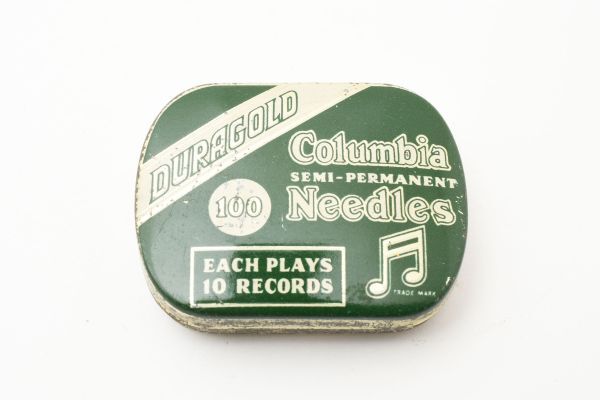 DURAGOLD
Columbia
SEMI-PERMANENT
Needles
100
EACH PLAYS
10 RECORDS
TRADE MARK